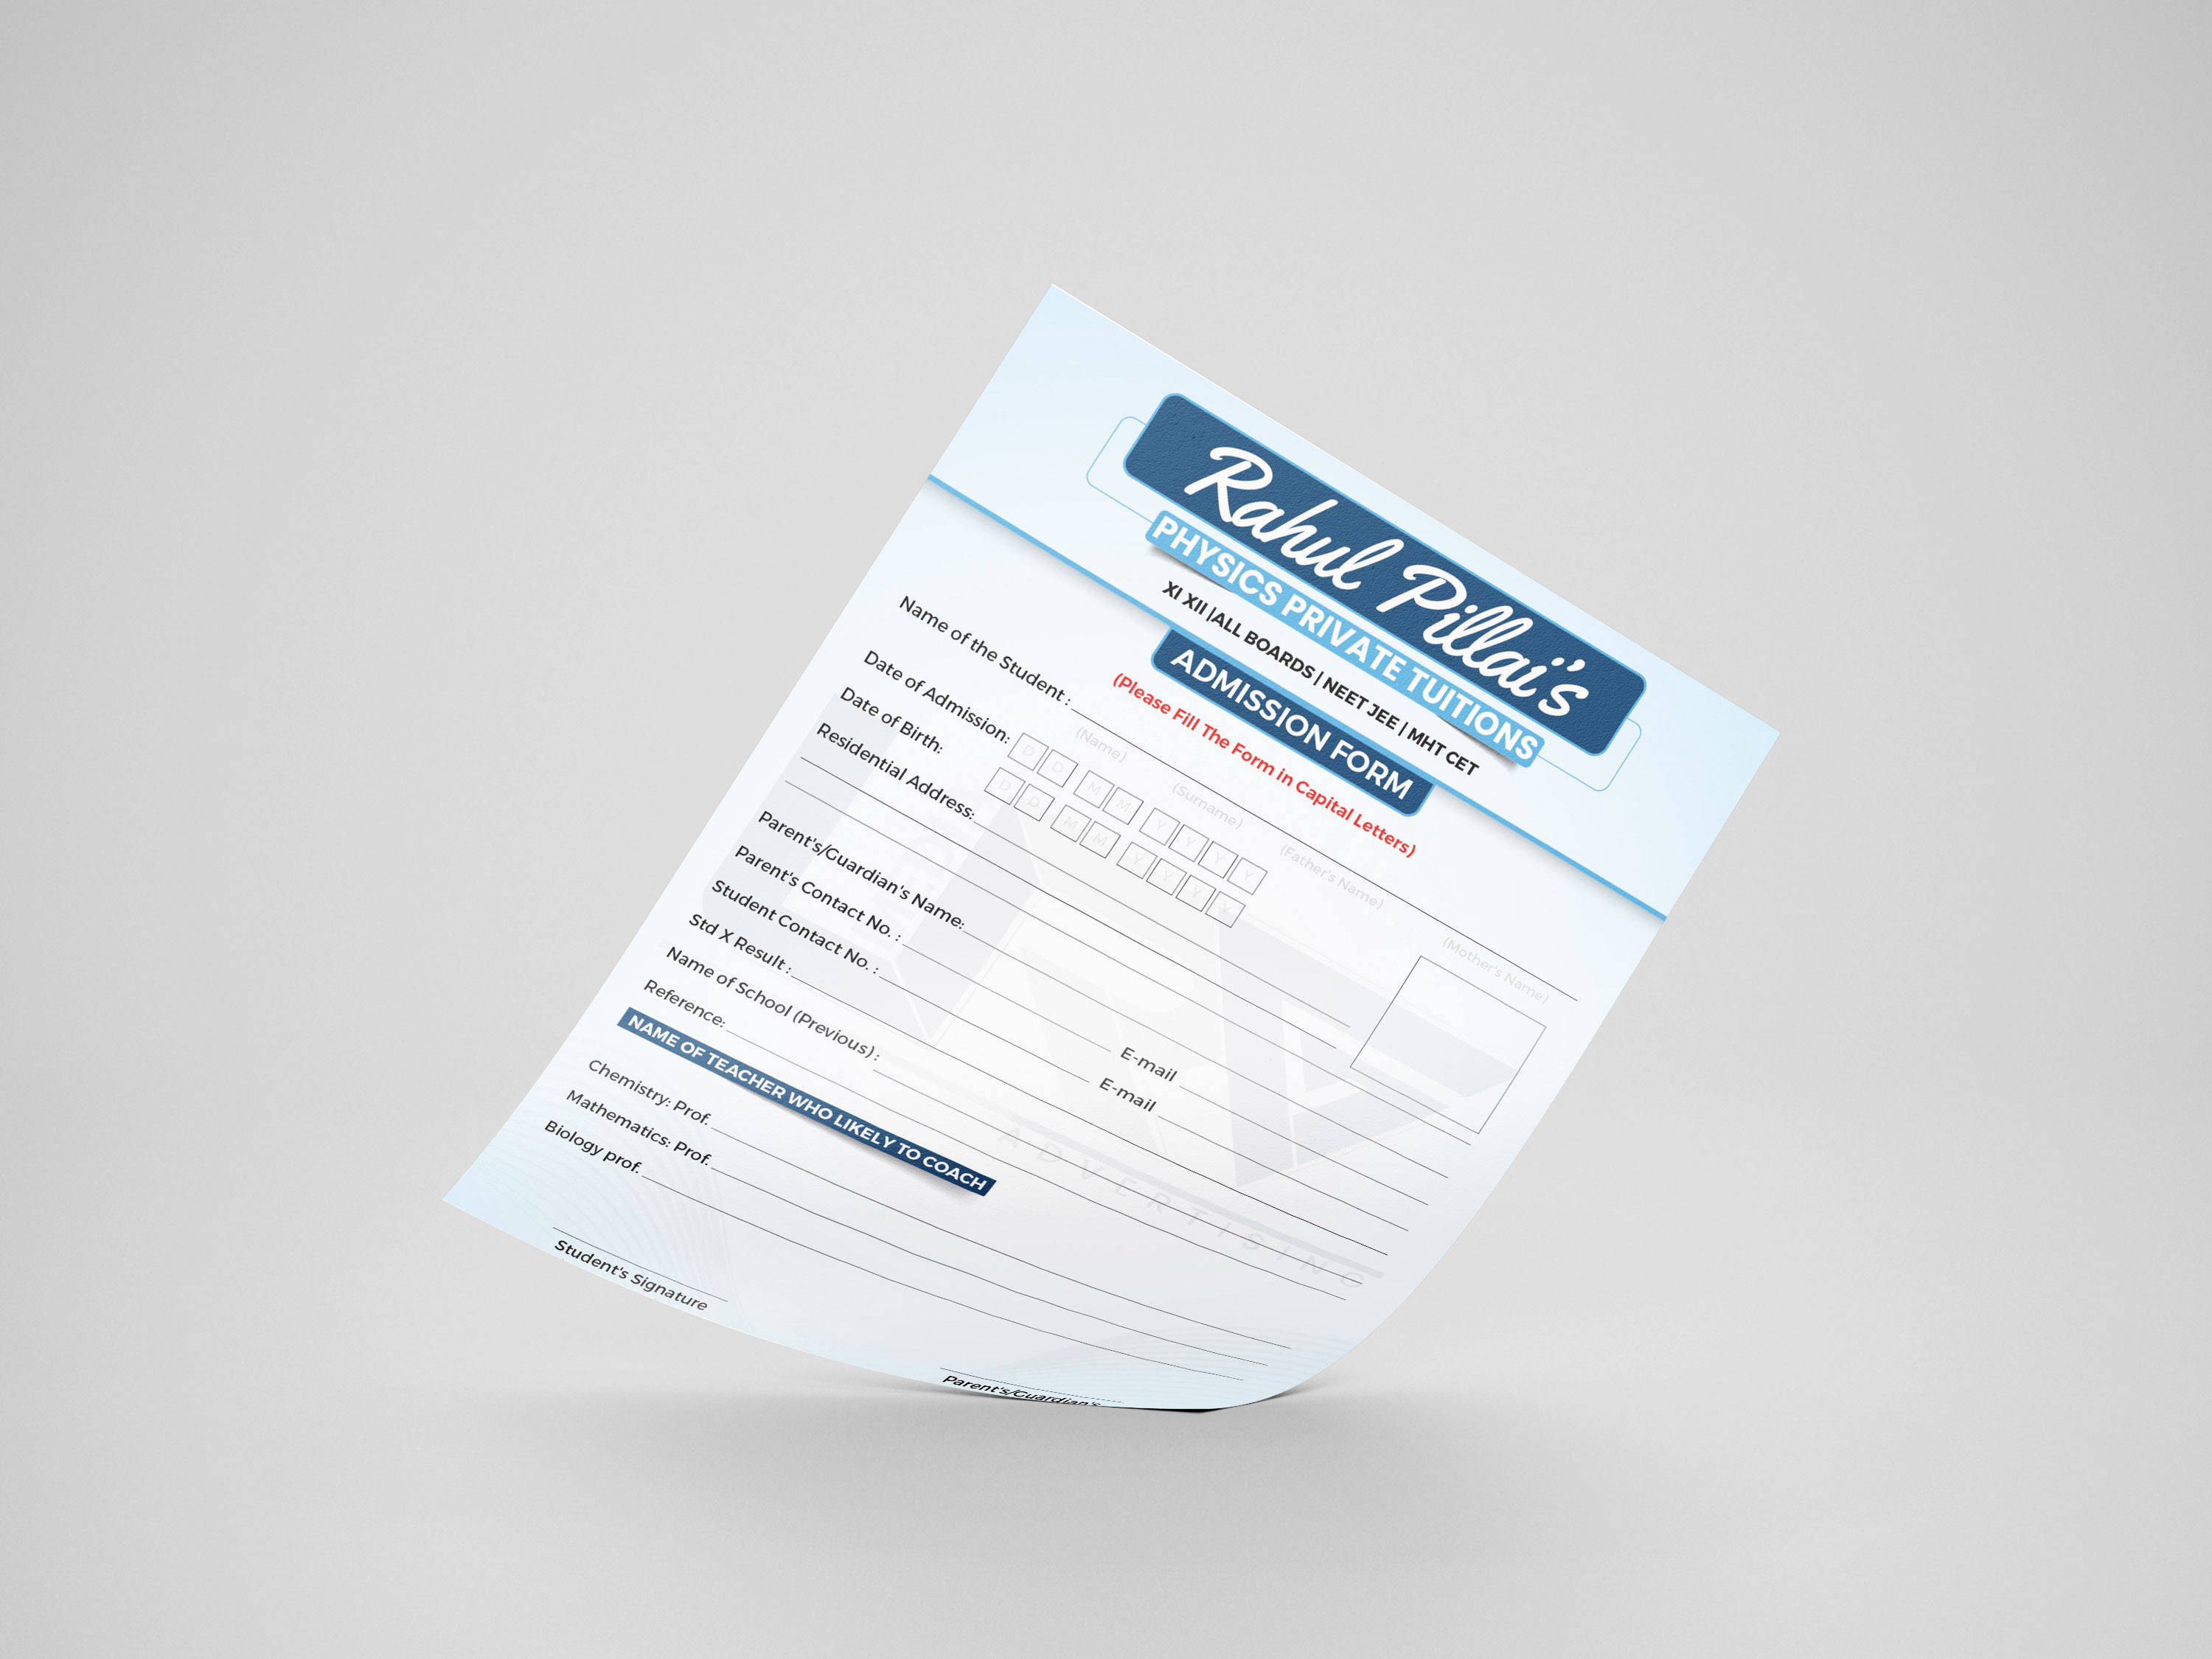 Rahul Pillai's
PHYSICS PRIVATE TUITIONS
XI XII |ALL BOARDS | NEET JEE | MHT CET
ADMISSION FORM
(Please Fill The Form in Capital Letters)
Name of the Student :
(Name) (Surname) (Father's Name) (Mother's Name)
Date of Admission: D D M M Y Y Y Y
Date of Birth: D D M M Y Y Y Y
Residential Address:
Parent's/Guardian's Name:
Parent's Contact No. : E-mail
Student Contact No. : E-mail
Std X Result :
Name of School (Previous) :
Reference:
NAME OF TEACHER WHO LIKELY TO COACH
Chemistry: Prof.
Mathematics: Prof.
Biology prof.
Student's Signature
Parent's/Guardian's
ADVERTISING